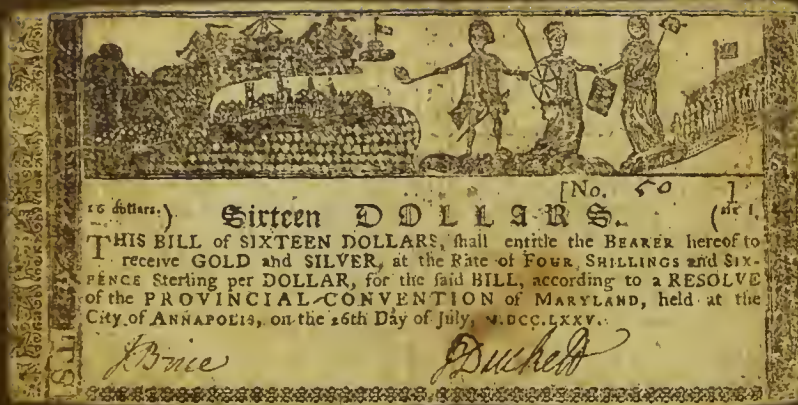 [No. 50 ]
16 dollars.) Sixteen DOLLARS. (
THIS BILL of SIXTEEN DOLLARS, ſhall entitle the BEARER hereof to
receive GOLD and SILVER, at the Rate of FOUR SHILLINGS and SIX-
PENCE Sterling per DOLLAR, for the ſaid BILL, according to a RESOLVE
of the PROVINCIAL CONVENTION of MARYLAND, held at the
City of ANNAPOLIS, on the 26th Day of July, M.DCC.LXXV.
J Brice J Duckett